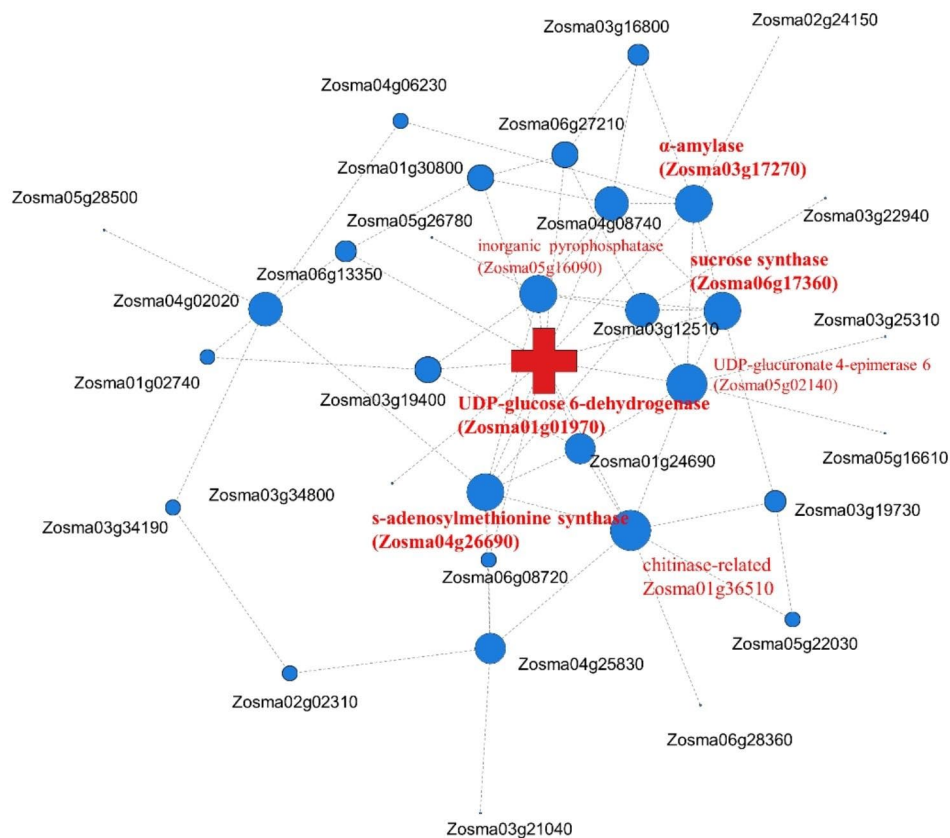 Zosma03g16800
Zosma02g24150
Zosma04g06230
Zosma06g27210
α-amylase
(Zosma03g17270)
Zosma01g30800
Zosma05g28500
Zosma05g26780
Zosma04g08740
Zosma03g22940
inorganic pyrophosphatase
(Zosma05g16090)
sucrose synthase
(Zosma06g17360)
Zosma06g13350
Zosma04g02020
Zosma03g12510
Zosma03g25310
Zosma01g02740
UDP-glucuronate 4-epimerase 6
(Zosma05g02140)
Zosma03g19400
UDP-glucose 6-dehydrogenase
(Zosma01g01970)
Zosma01g24690
Zosma05g16610
Zosma03g34800
Zosma03g34190
s-adenosylmethionine synthase
(Zosma04g26690)
Zosma03g19730
Zosma06g08720
chitinase-related
Zosma01g36510
Zosma05g22030
Zosma04g25830
Zosma02g02310
Zosma06g28360
Zosma03g21040